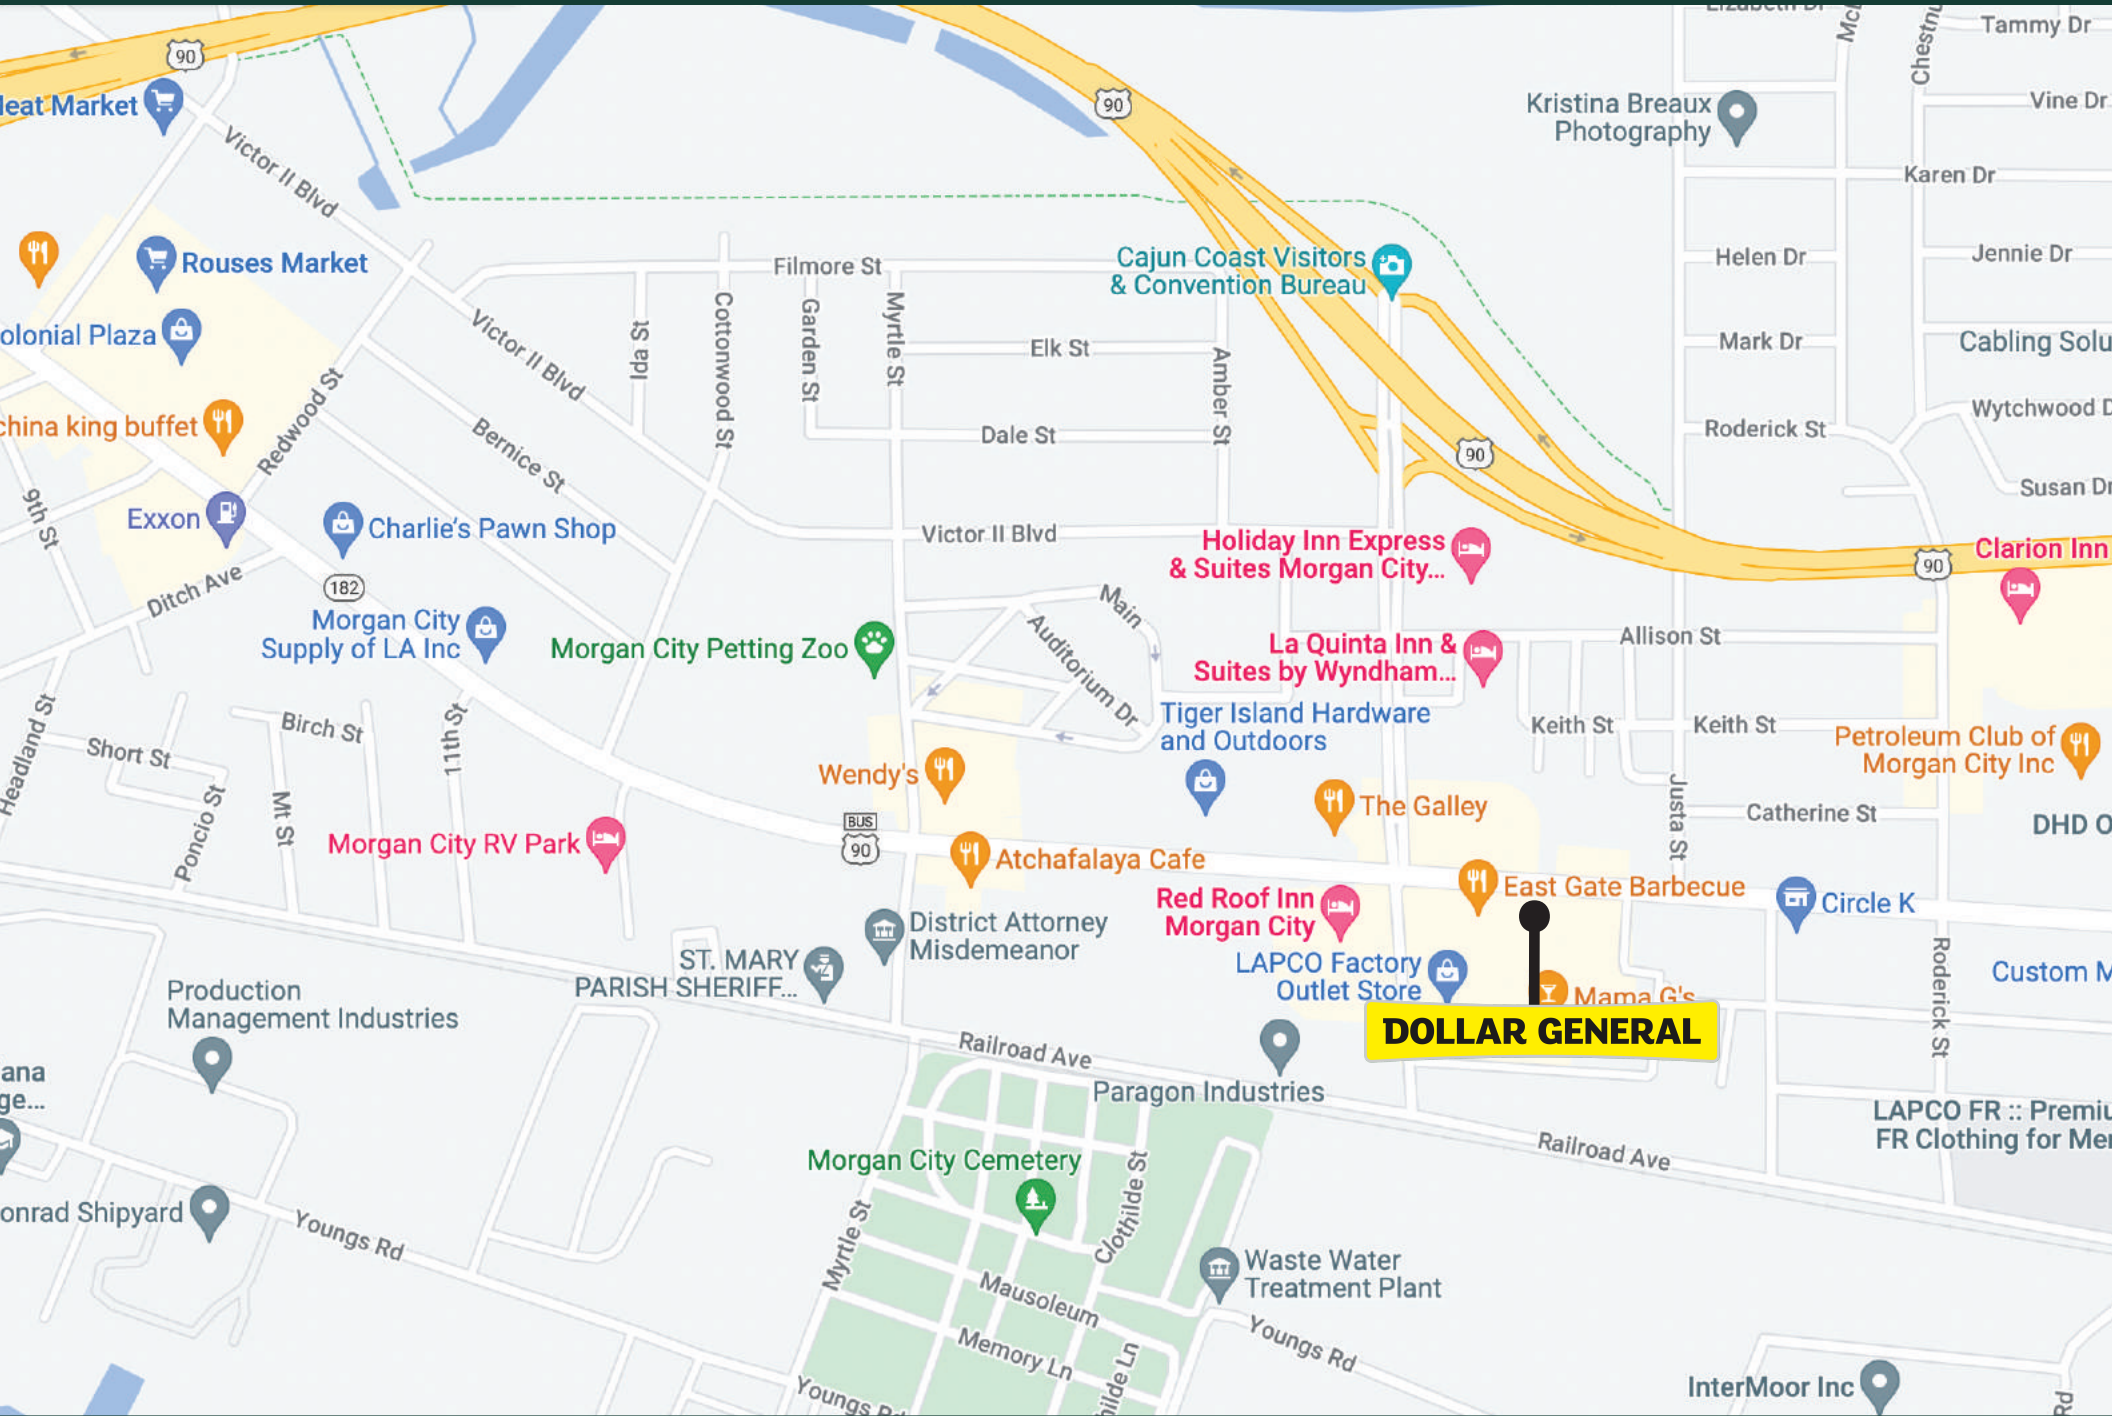 Elizabeth Dr
Tammy Dr
90
Chestnu
90
Vine Dr
Meat Market
Kristina Breaux
Photography
Victor II Blvd
Karen Dr
Rouses Market
Filmore St
Cajun Coast Visitors
& Convention Bureau
Helen Dr
Jennie Dr
olonial Plaza
Victor II Blvd
Ida St
Cottonwood St
Garden St
Myrtle St
Elk St
Amber St
Mark Dr
Cabling Solu
china king buffet
Redwood St
Bernice St
Dale St
90
Roderick St
Wytchwood D
Susan Dr
9th St
Exxon
Charlie's Pawn Shop
Victor II Blvd
Holiday Inn Express
& Suites Morgan City...
90
Clarion Inn
Ditch Ave
182
Morgan City
Supply of LA Inc
Morgan City Petting Zoo
Main
Auditorium Dr
La Quinta Inn &
Suites by Wyndham...
Allison St
Headland St
Short St
Birch St
11th St
Tiger Island Hardware
and Outdoors
Keith St
Keith St
Petroleum Club of
Morgan City Inc
Wendy's
Poncio St
Mt St
The Galley
Justa St
Catherine St
DHD O
Morgan City RV Park
BUS
90
Atchafalaya Cafe
East Gate Barbecue
Circle K
Red Roof Inn
Morgan City
District Attorney
Misdemeanor
ST. MARY
PARISH SHERIFF...
LAPCO Factory
Outlet Store
Mama G's
Roderick St
Custom M
Production
Management Industries
DOLLAR GENERAL
Railroad Ave
Paragon Industries
ana
ge...
LAPCO FR :: Premiu
FR Clothing for Me
Railroad Ave
Morgan City Cemetery
Clothilde St
Myrtle St
onrad Shipyard
Youngs Rd
Waste Water
Treatment Plant
Mausoleum
Memory Ln
Youngs Rd
hilde Ln
Youngs R
InterMoor Inc
Rd